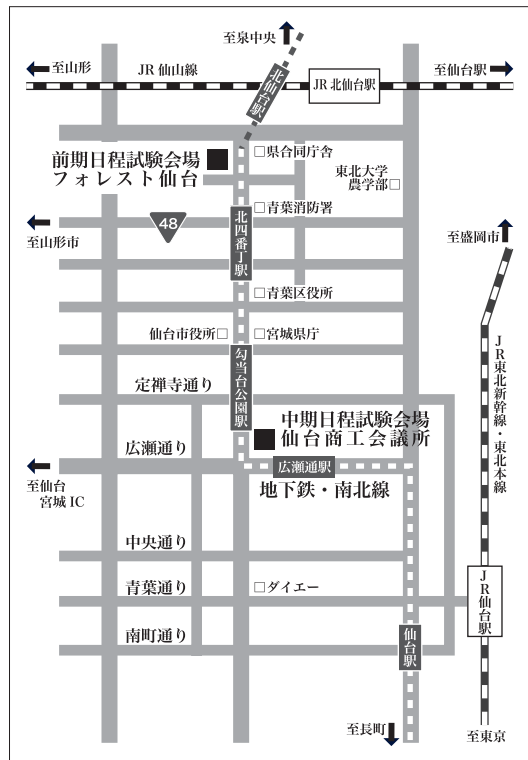 至泉中央
至山形
JR仙山線
JR北仙台駅
至仙台駅
北仙台駅
前期日程試験会場
フォレスト仙台
□県合同庁舎
東北大学
農学部□
48
至山形市
□青葉消防署
北四番丁駅
至盛岡市
□青葉区役所
仙台市役所□
□宮城県庁
勾当台公園駅
JR東北新幹線・東北本線
定禅寺通り
中期日程試験会場
仙台商工会議所
広瀬通り
広瀬通駅
至仙台
宮城IC
地下鉄・南北線
中央通り
青葉通り
□ダイエー
JR仙台駅
南町通り
仙台駅
至長町
至東京